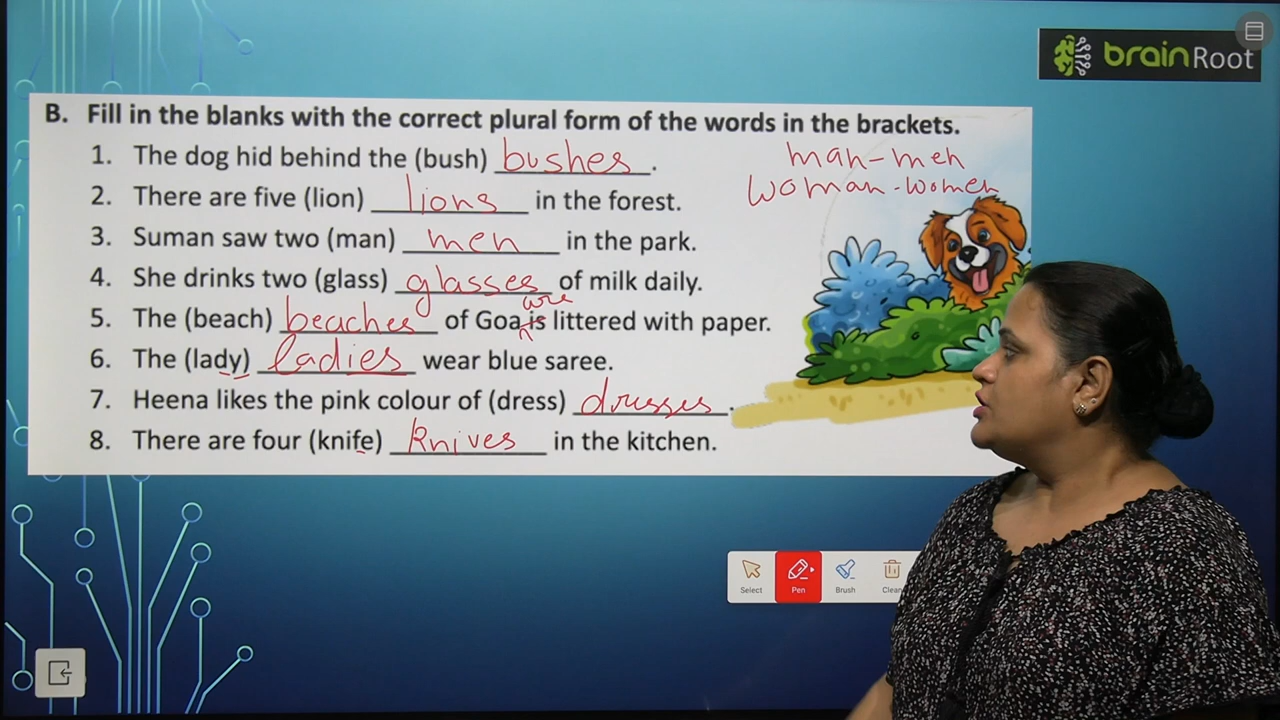 brainRoot
B. Fill in the blanks with the correct plural form of the words in the brackets.
man-men
woman-women
1. The dog hid behind the (bush) bushes.
2. There are five (lion) lions in the forest.
3. Suman saw two (man) men in the park.
4. She drinks two (glass) glasses of milk daily.
are
5. The (beach) beaches of Goa is littered with paper.
6. The (lady) ladies wear blue saree.
7. Heena likes the pink colour of (dress) dresses.
8. There are four (knife) knives in the kitchen.
Select Pen Brush Clear